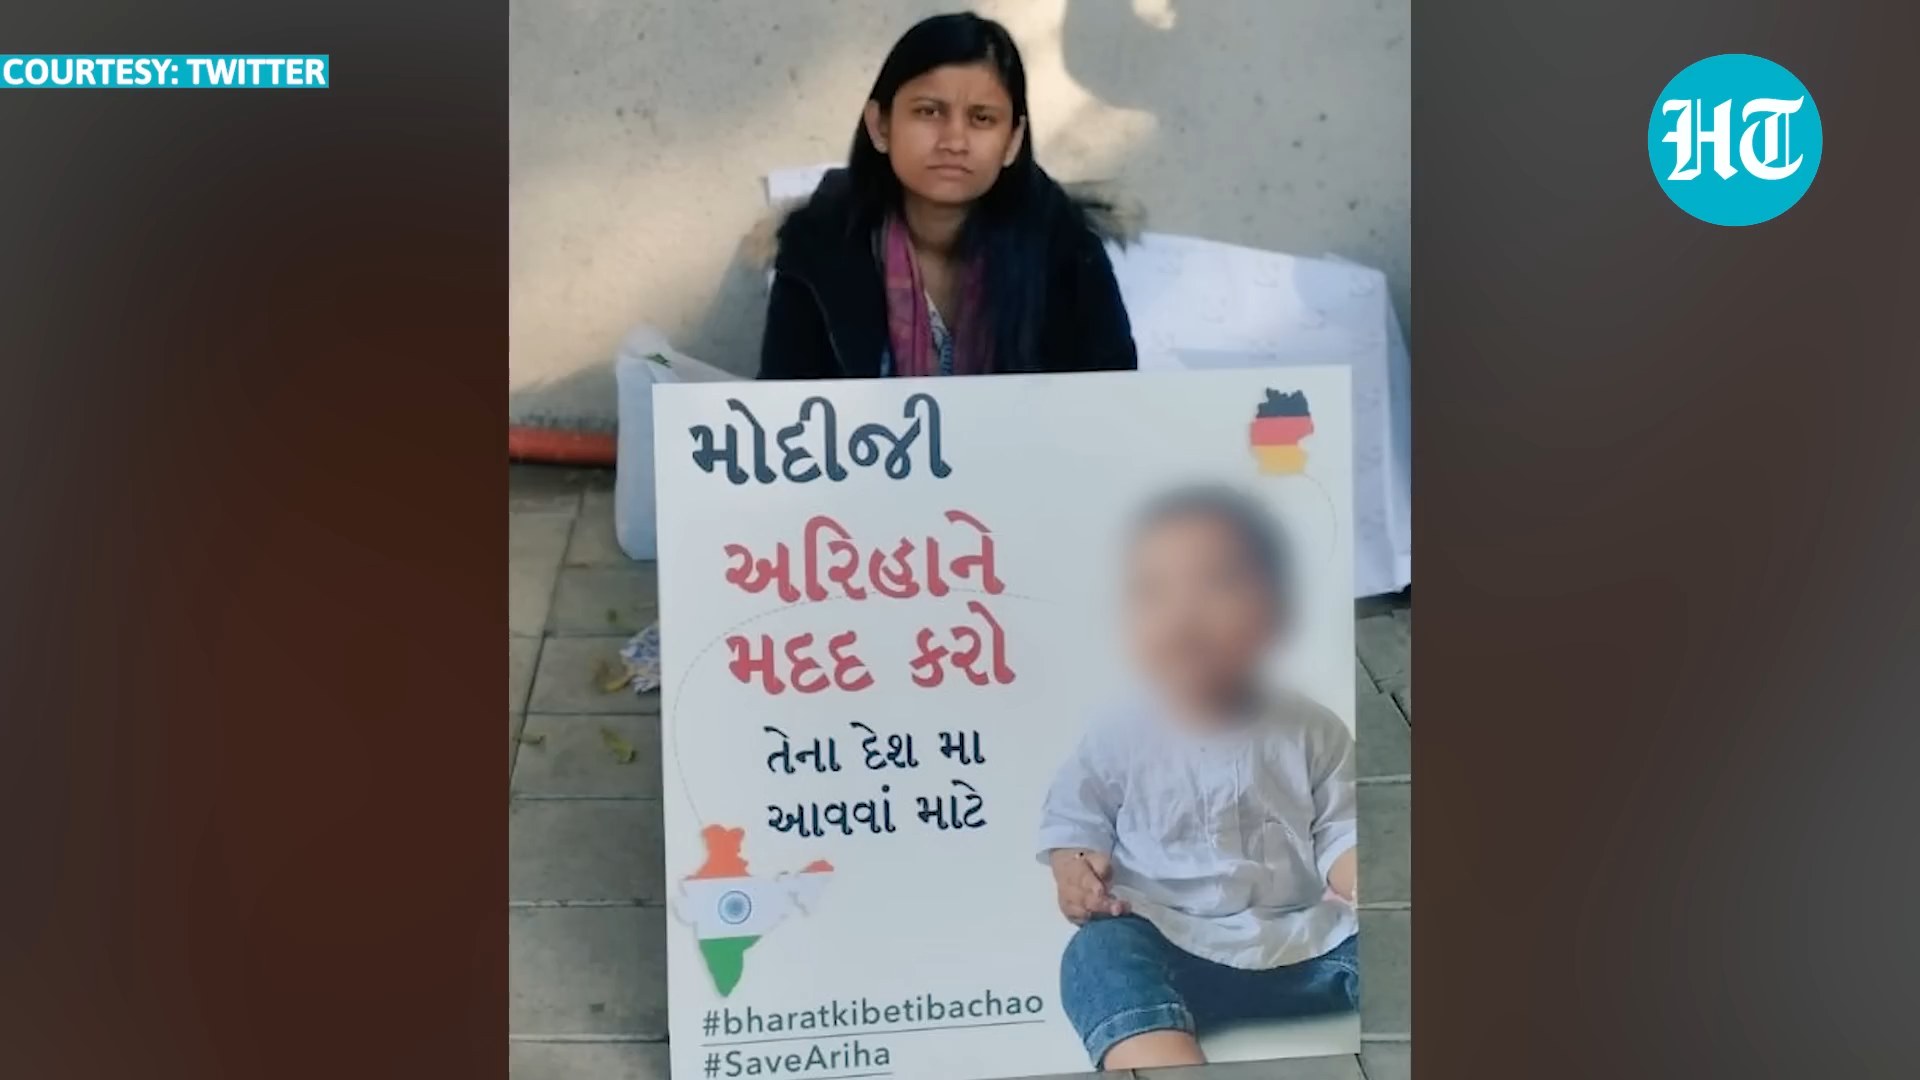 COURTESY: TWITTER
HT
મોદીજી
અરિહાને
મદદ કરો
તેના દેશ મા
આવવાં માટે
#bharatkibetibachao
#SaveAriha